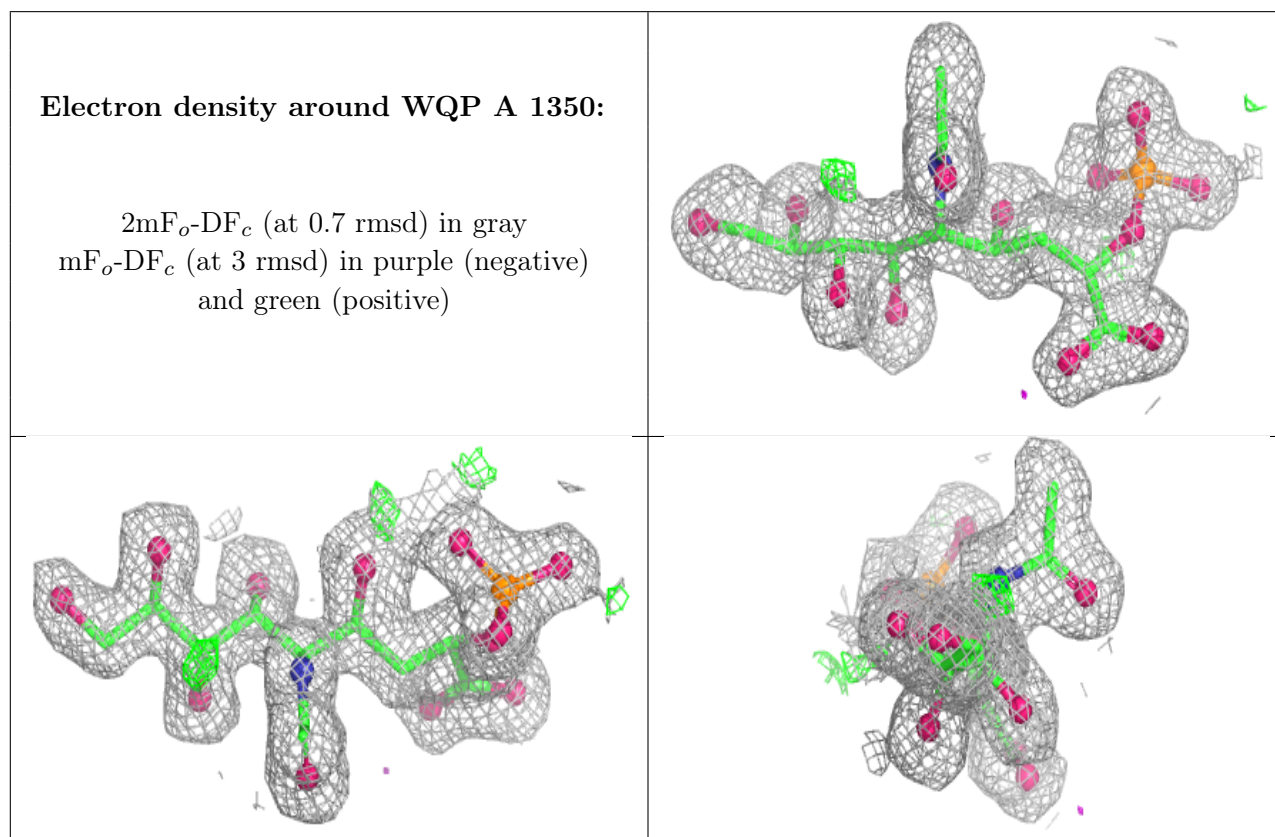 Electron density around WQP A 1350:
2mFo-DFc (at 0.7 rmsd) in gray
mFo-DFc (at 3 rmsd) in purple (negative)
and green (positive)